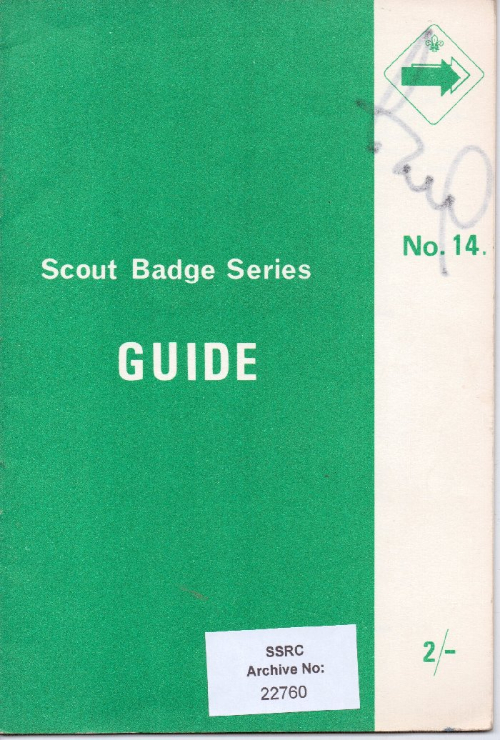 No. 14.
Scout Badge Series
GUIDE
SSRC
Archive No:
22760
2/-